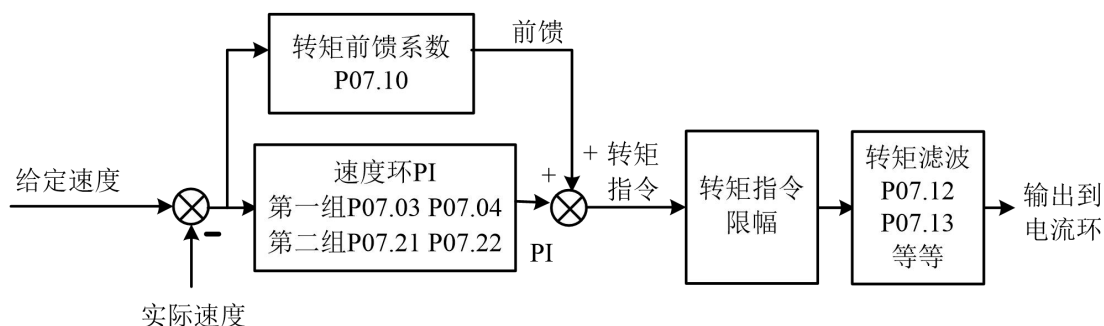 转矩前馈系数
P07.10
前馈
给定速度
速度环PI
第一组P07.03 P07.04
第二组P07.21 P07.22
PI
+
+
转矩
指令
转矩指令
限幅
转矩滤波
P07.12
P07.13
等等
输出到
电流环
-
实际速度